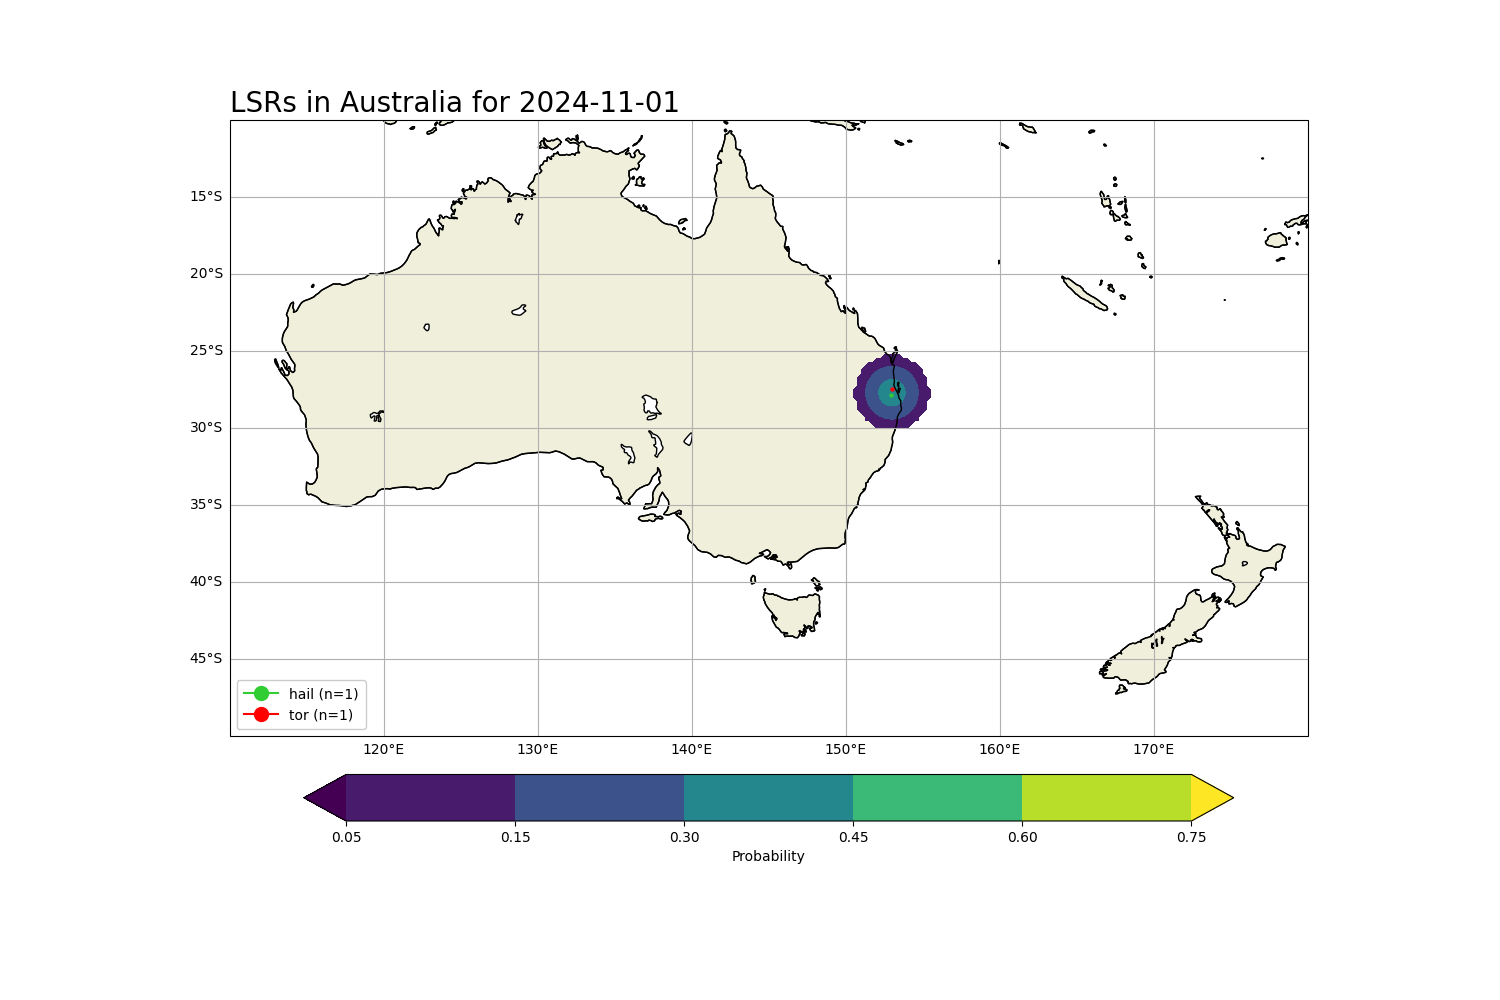 LSRs in Australia for 2024-11-01
15°S
20°S
25°S
30°S
35°S
40°S
45°S
hail (n=1)
tor (n=1)
120°E 130°E 140°E 150°E 160°E 170°E
0.05 0.15 0.30 0.45 0.60 0.75
Probability